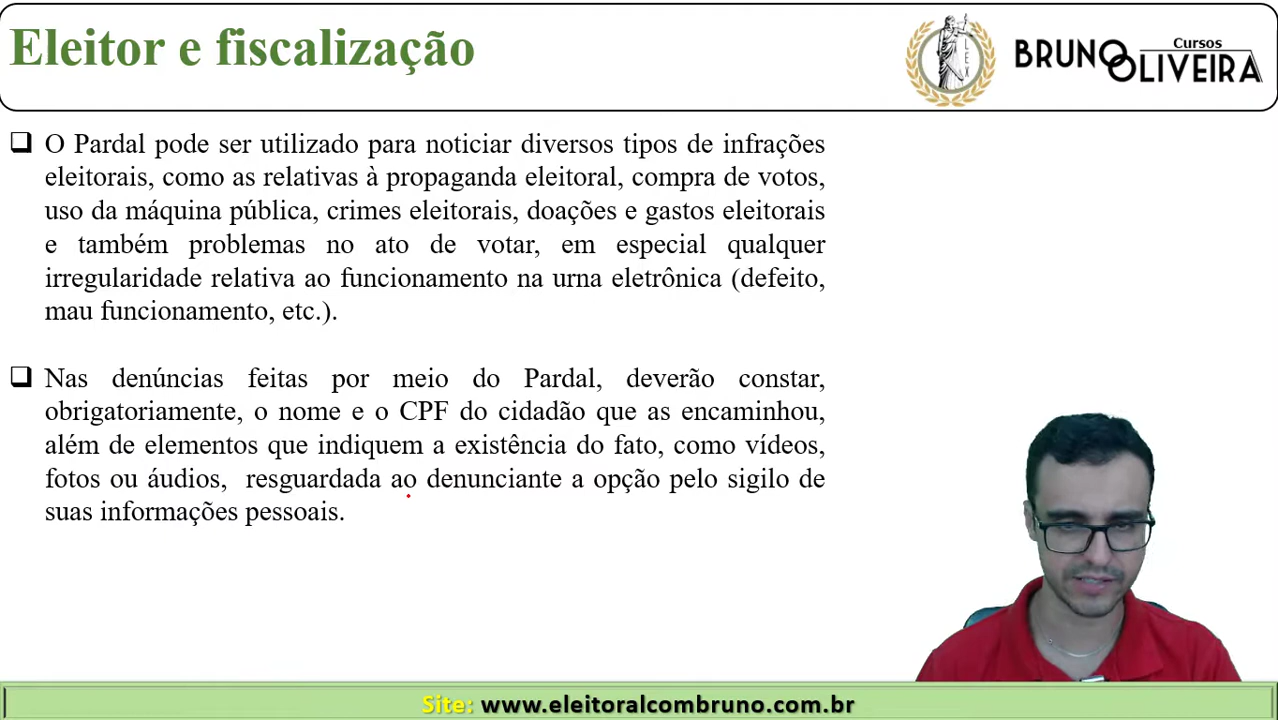 Eleitor e fiscalização
LEX
Cursos
BRUNO
OLIVEIRA
❑ O Pardal pode ser utilizado para noticiar diversos tipos de infrações
eleitorais, como as relativas à propaganda eleitoral, compra de votos,
uso da máquina pública, crimes eleitorais, doações e gastos eleitorais
e também problemas no ato de votar, em especial qualquer
irregularidade relativa ao funcionamento na urna eletrônica (defeito,
mau funcionamento, etc.).
❑ Nas denúncias feitas por meio do Pardal, deverão constar,
obrigatoriamente, o nome e o CPF do cidadão que as encaminhou,
além de elementos que indiquem a existência do fato, como vídeos,
fotos ou áudios, resguardada ao denunciante a opção pelo sigilo de
suas informações pessoais.
Site: www.eleitoralcombruno.com.br